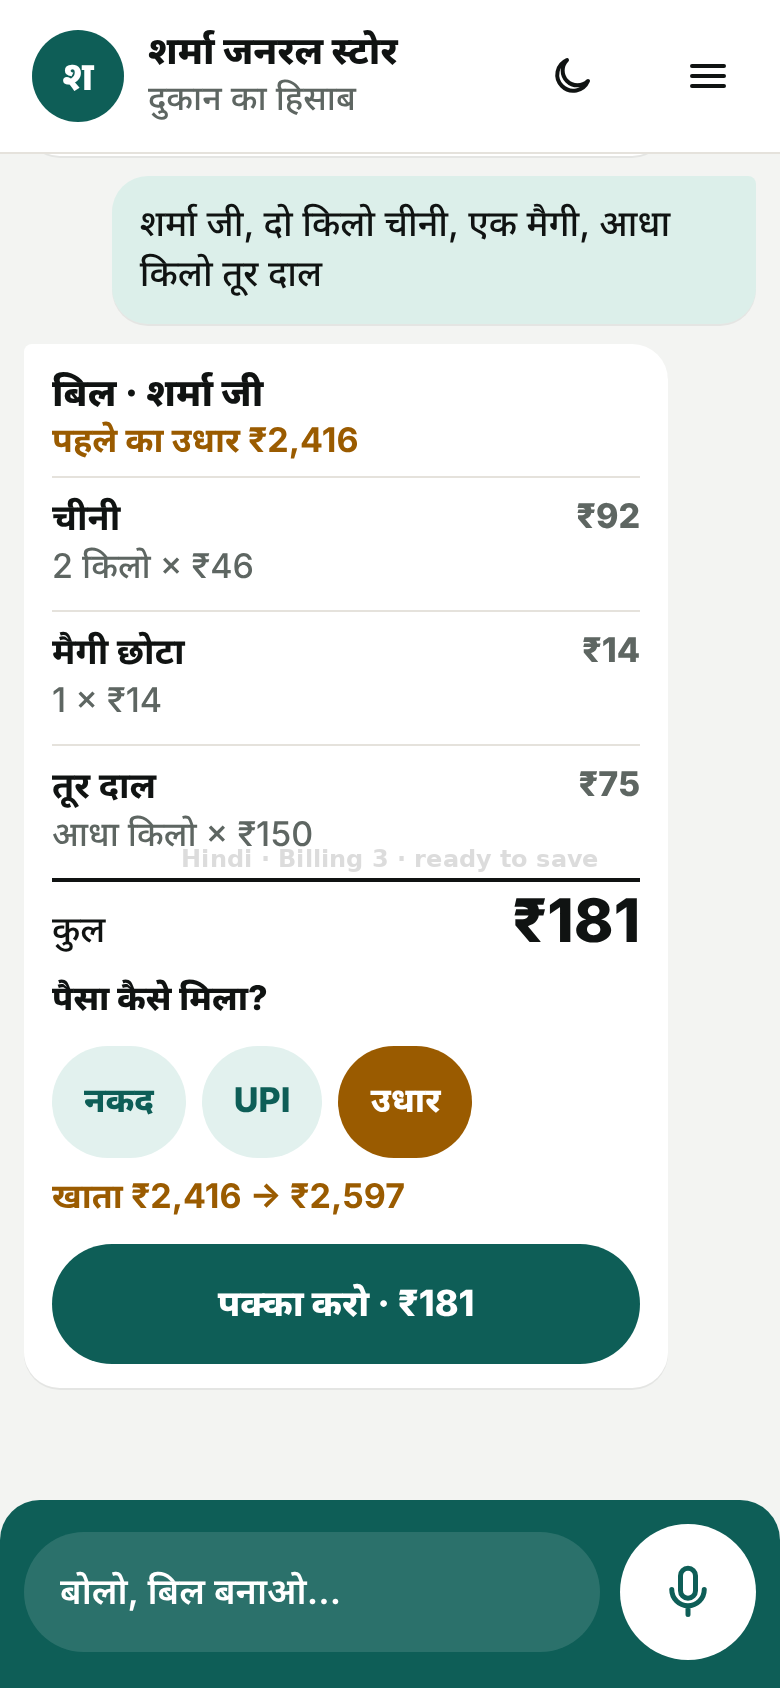 श
शर्मा जनरल स्टोर
दुकान का हिसाब
शर्मा जी, दो किलो चीनी, एक मैगी, आधा
किलो तूर दाल
बिल · शर्मा जी
पहले का उधार ₹2,416
चीनी ₹92
2 किलो × ₹46
मैगी छोटा ₹14
1 × ₹14
तूर दाल ₹75
आधा किलो × ₹150
Hindi · Billing 3 · ready to save
कुल ₹181
पैसा कैसे मिला?
नकद UPI उधार
खाता ₹2,416 → ₹2,597
पक्का करो · ₹181
बोलो, बिल बनाओ...